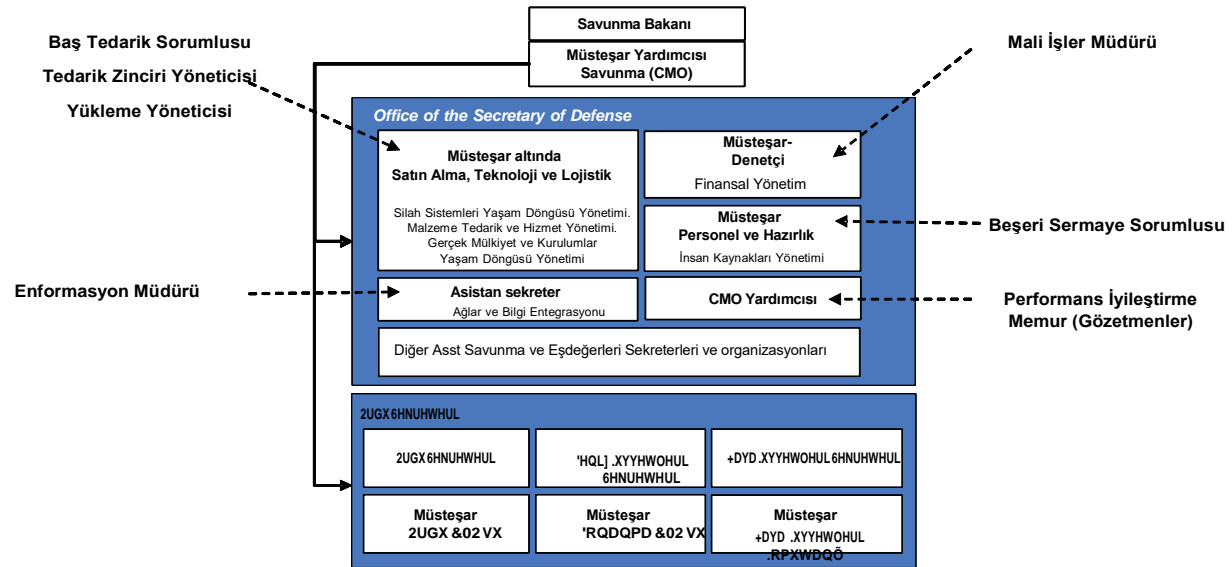 Savunma Bakanı
Müsteşar Yardımcısı
Savunma (CMO)
Baş Tedarik Sorumlusu
Tedarik Zinciri Yöneticisi
Yükleme Yöneticisi
Mali İşler Müdürü
Office of the Secretary of Defense
Müsteşar altında
Satın Alma, Teknoloji ve Lojistik
Silah Sistemleri Yaşam Döngüsü Yönetimi.
Malzeme Tedarik ve Hizmet Yönetimi.
Gerçek Mülkiyet ve Kurulumlar
Yaşam Döngüsü Yönetimi
Müsteşar-
Denetçi
Finansal Yönetim
Müsteşar
Personel ve Hazırlık
İnsan Kaynakları Yönetimi
Beşeri Sermaye Sorumlusu
Enformasyon Müdürü
Asistan sekreter
Ağlar ve Bilgi Entegrasyonu
CMO Yardımcısı
Performans İyileştirme
Memur (Gözetmenler)
Diğer Asst Savunma ve Eşdeğerleri Sekreterleri ve organizasyonları
2UGX6HNUHWHUL
2UGX6HNUHWHUL
'HQL] .XYYHWOHUL
6HNUHWHUL
+DYD .XYYHWOHUL 6HNUHWHUL
Müsteşar
2UGX &02 VX
Müsteşar
'RQDQPD &02 VX
Müsteşar
+DYD .XYYHWOHUL
.RPXWDQÕ